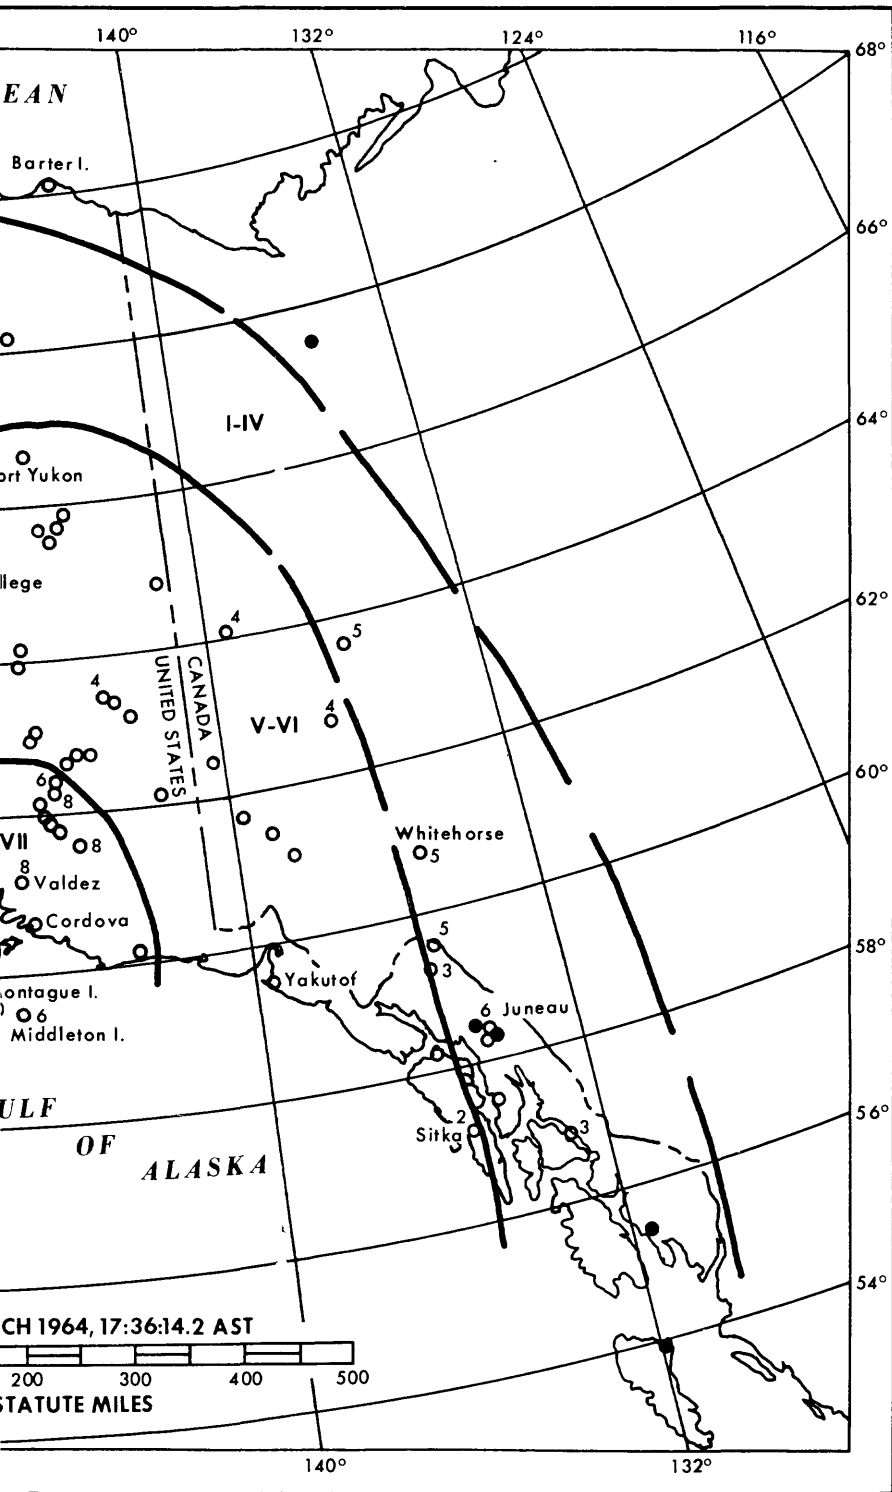 140° 132° 124° 116°
68°
EAN
Barter I.
66°
I-IV
64°
ort Yukon
llege
62°
4
5
CANADA
UNITED STATES
4
4
V-VI
60°
6
8
Whitehorse
5
VII
8
8
Valdez
Cordova
58°
5
3
Yakutof
ontague I.
)
6
Middleton I.
6 Juneau
ULF
OF
ALASKA
56°
2
Sitka
3
54°
CH 1964, 17:36:14.2 AST
200 300 400 500
STATUTE MILES
140° 132°